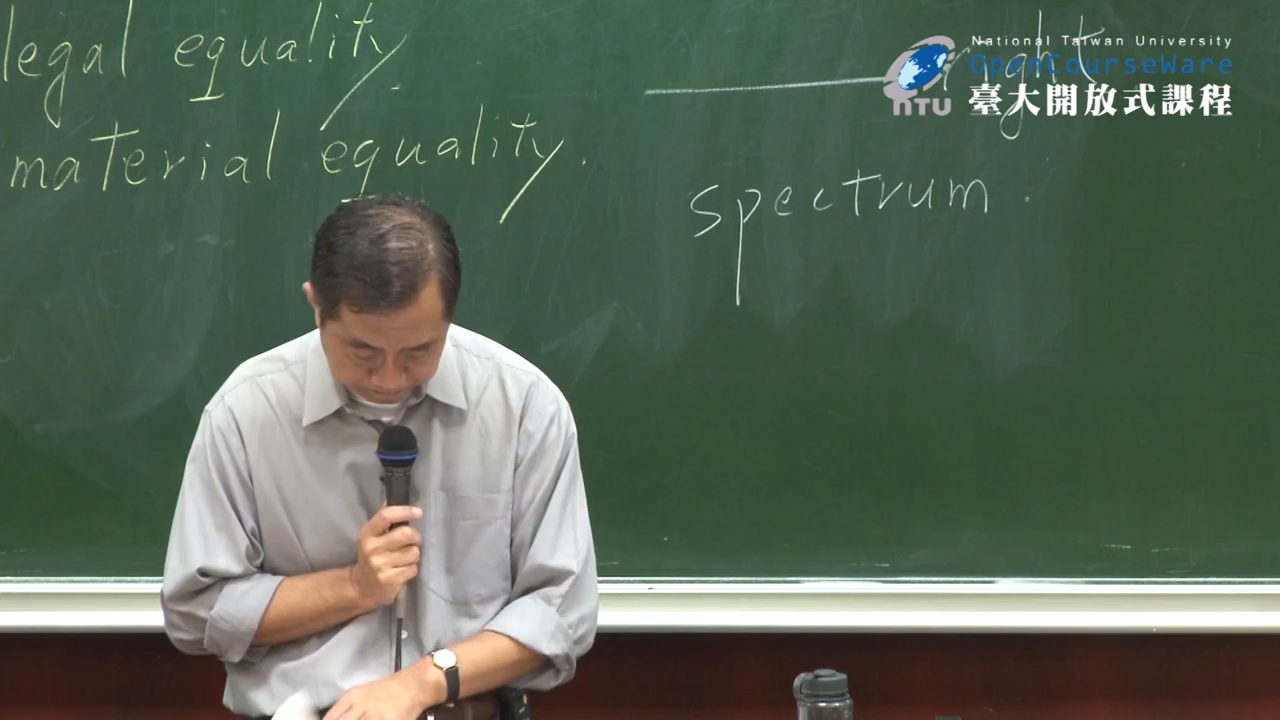 legal equality.
material equality.
right
spectrum.
National Taiwan University
OpenCourseWare
臺大開放式課程
NTU